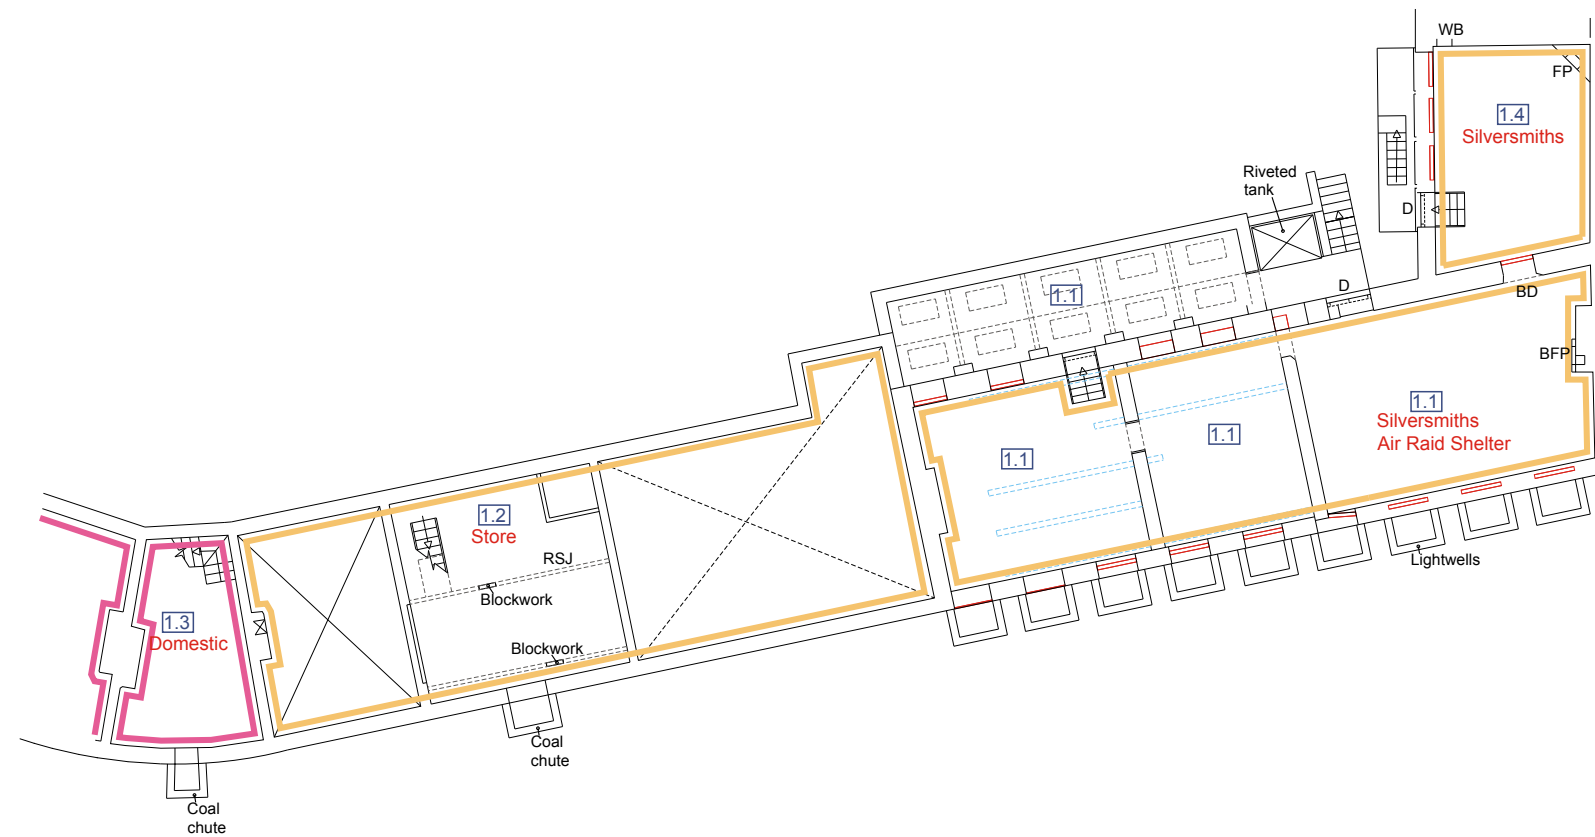 WB
FP
1.4
Silversmiths
Riveted
tank
D
D
1.1
BD
BFP
1.1
Silversmiths
Air Raid Shelter
1.1
1.1
1.2
Store
RSJ
Blockwork
Lightwells
1.3
Domestic
Blockwork
Coal
chute
Coal
chute